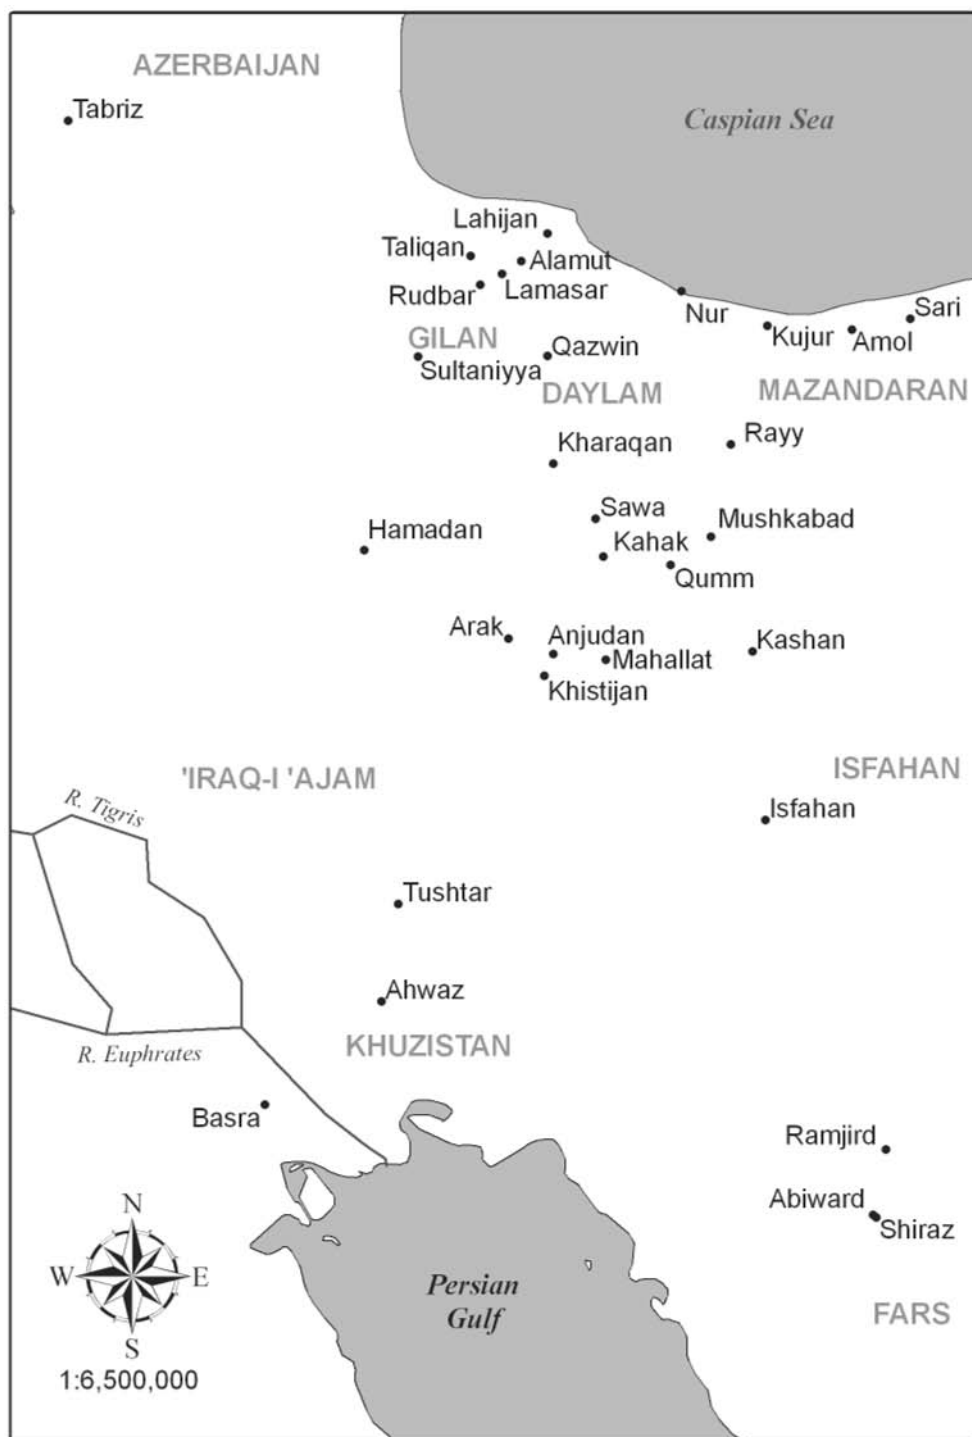 AZERBAIJAN
Tabriz
Caspian Sea
Lahijan
Taliqan
Alamut
Rudbar
Lamasar
Nur
Sari
Kujur
Amol
GILAN
Qazwin
Sultaniyya
DAYLAM
MAZANDARAN
Rayy
Kharaqan
Sawa
Mushkabad
Hamadan
Kahak
Qumm
Arak
Anjudan
Kashan
Mahallat
Khistijan
'IRAQ-I 'AJAM
ISFAHAN
R. Tigris
Isfahan
Tushtar
Ahwaz
KHUZISTAN
R. Euphrates
Basra
Ramjird
Abiward
Shiraz
N
W
E
S
Persian
Gulf
FARS
1:6,500,000